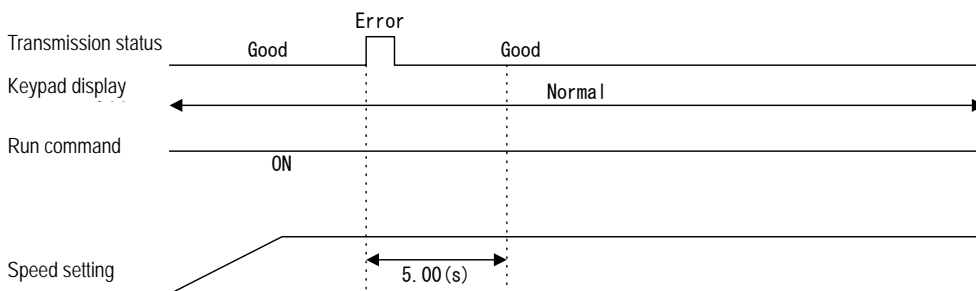 Error
Transmission status Good Good
Keypad display
Normal
Run command
ON
Speed setting
5.00(s)